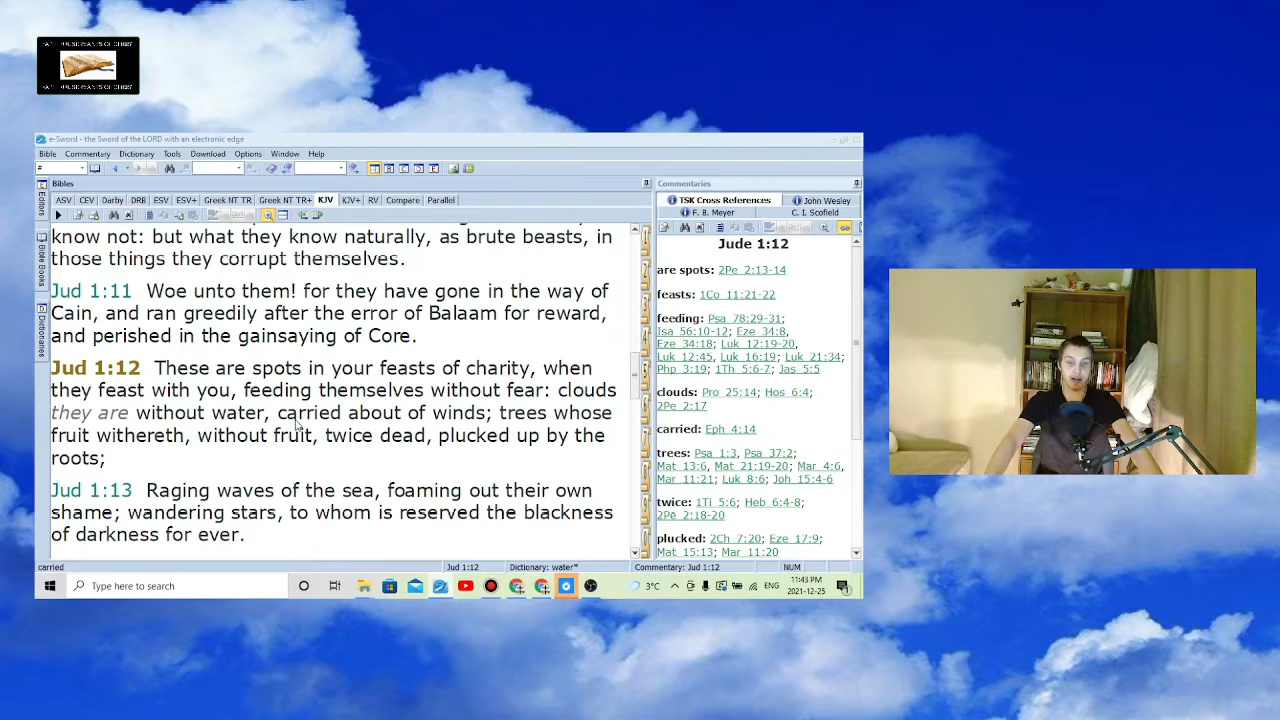 e-Sword - the Sword of the LORD with an electronic edge
Bible Commentary Dictionary Tools Download Options Window Help
Bibles
ASV CEV Darby DRB ESV ESV+ Greek NT TR Greek NT TR+ KJV KJV+ RV Compare Parallel
Editors
Bible Books
Dictionaries
know not: but what they know naturally, as brute beasts, in
those things they corrupt themselves.
Jud 1:11 Woe unto them! for they have gone in the way of
Cain, and ran greedily after the error of Balaam for reward,
and perished in the gainsaying of Core.
Jud 1:12 These are spots in your feasts of charity, when
they feast with you, feeding themselves without fear: clouds
they are without water, carried about of winds; trees whose
fruit withereth, without fruit, twice dead, plucked up by the
roots;
Jud 1:13 Raging waves of the sea, foaming out their own
shame; wandering stars, to whom is reserved the blackness
of darkness for ever.
Commentaries
TSK Cross References John Wesley
F. B. Meyer C. I. Scofield
Jude 1:12
are spots: 2Pe 2:13-14
feasts: 1Co 11:21-22
feeding: Psa 78:29-31;
Isa 56:10-12; Eze 34:8,
Eze 34:18; Luk 12:19-20,
Luk 12:45, Luk 16:19; Luk 21:34;
Php 3:19; 1Th 5:6-7; Jas 5:5
clouds: Pro 25:14; Hos 6:4;
2Pe 2:17
carried: Eph 4:14
trees: Psa 1:3, Psa 37:2;
Mat 13:6, Mat 21:19-20; Mar 4:6,
Mar 11:21; Luk 8:6; Joh 15:4-6
twice: 1Ti 5:6; Heb 6:4-8;
2Pe 2:18-20
plucked: 2Ch 7:20; Eze 17:9;
Mat 15:13; Mar 11:20
carried Jud 1:12 Dictionary: water* Commentary: Jud 1:12 NUM
Type here to search 3°C ENG 11:43 PM
2021-12-25